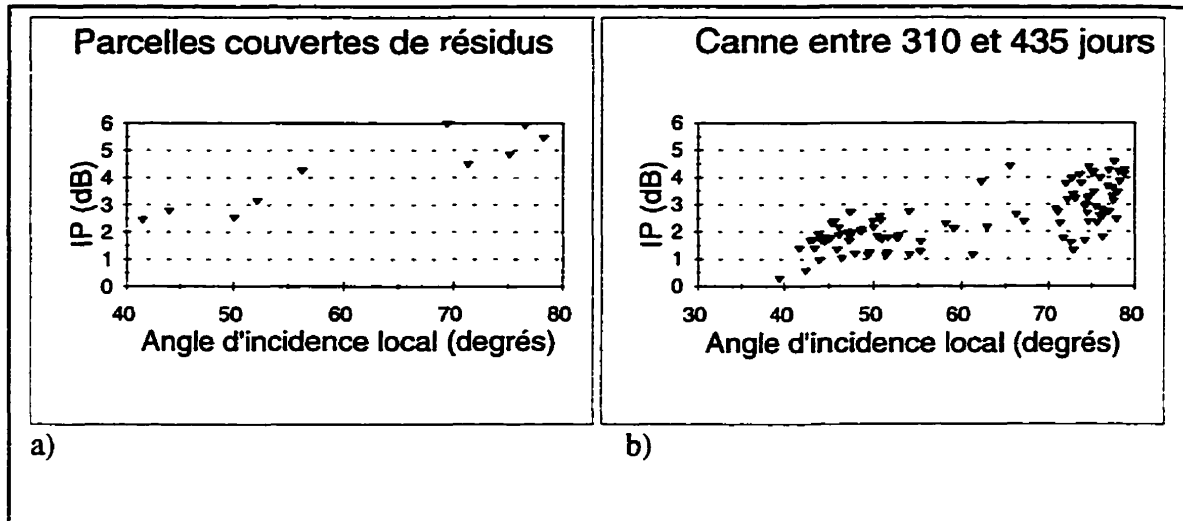 Parcelles couvertes de résidus
6
5
4
3
2
1
0
IP (dB)
40 50 60 70 80
Angle d'incidence local (degrés)
a)
Canne entre 310 et 435 jours
6
5
4
3
2
1
0
IP (dB)
30 40 50 60 70 80
Angle d'incidence local (degrés)
b)